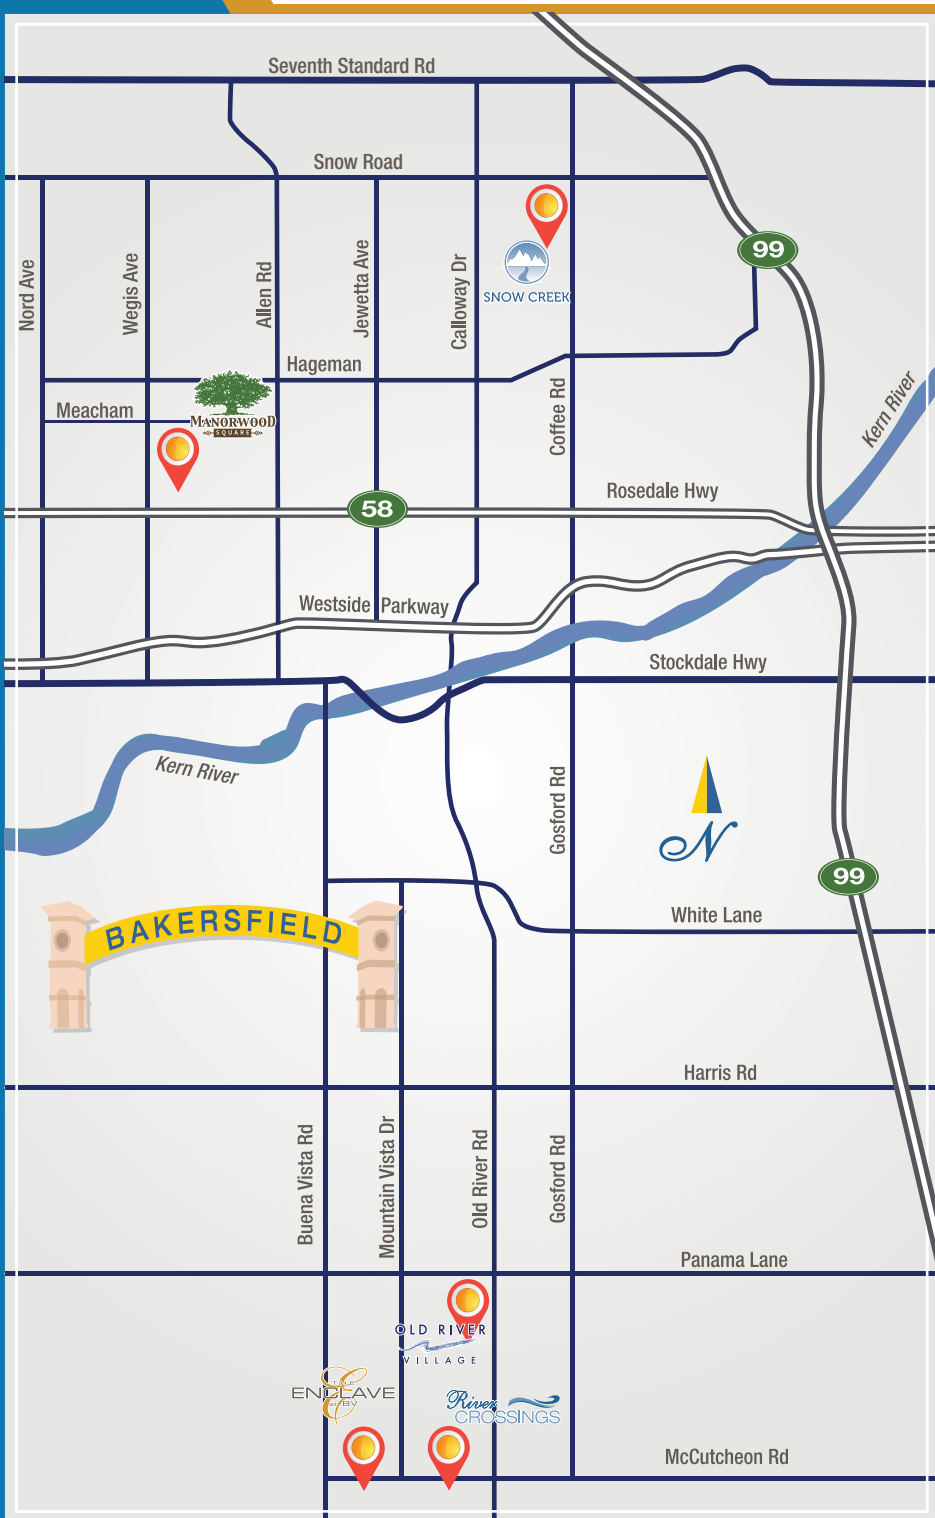 Seventh Standard Rd
Snow Road
99
Nord Ave
Wegis Ave
Allen Rd
Jewetta Ave
Calloway Dr
SNOW CREEK
Hageman
Meacham
MANORWOOD
SQUARE
Coffee Rd
Kern River
Rosedale Hwy
58
Westside Parkway
Stockdale Hwy
Kern River
Gosford Rd
N
99
BAKERSFIELD
White Lane
Harris Rd
Buena Vista Rd
Mountain Vista Dr
Old River Rd
Gosford Rd
Panama Lane
OLD RIVER
VILLAGE
THE
ENCLAVE
at BV
River
CROSSINGS
McCutcheon Rd